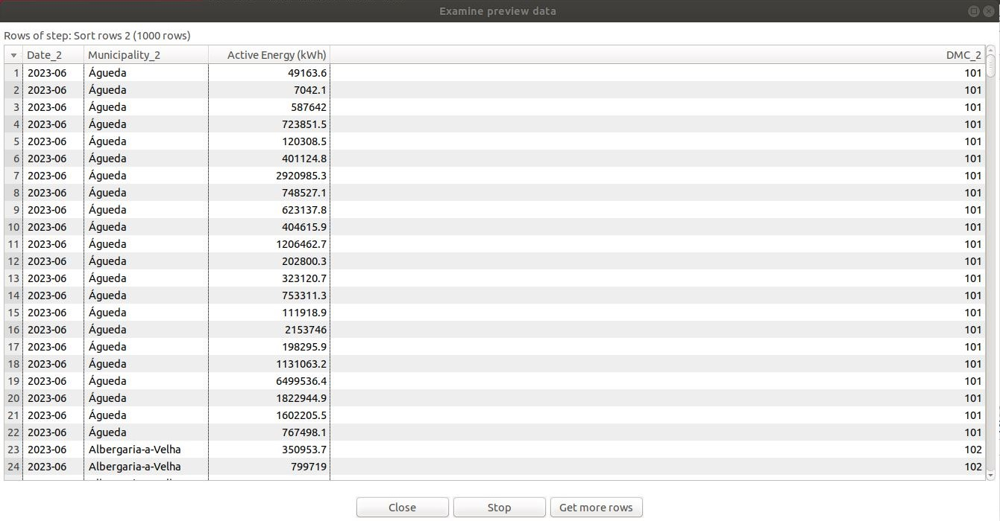 Examine preview data
Rows of step: Sort rows 2 (1000 rows)
Date_2 Municipality_2 Active Energy (kWh) DMC_2
1 2023-06 Águeda 49163.6 101
2 2023-06 Águeda 7042.1 101
3 2023-06 Águeda 587642 101
4 2023-06 Águeda 723851.5 101
5 2023-06 Águeda 120308.5 101
6 2023-06 Águeda 401124.8 101
7 2023-06 Águeda 2920985.3 101
8 2023-06 Águeda 748527.1 101
9 2023-06 Águeda 623137.8 101
10 2023-06 Águeda 404615.9 101
11 2023-06 Águeda 1206462.7 101
12 2023-06 Águeda 202800.3 101
13 2023-06 Águeda 323120.7 101
14 2023-06 Águeda 753311.3 101
15 2023-06 Águeda 111918.9 101
16 2023-06 Águeda 2153746 101
17 2023-06 Águeda 198295.9 101
18 2023-06 Águeda 1131063.2 101
19 2023-06 Águeda 6499536.4 101
20 2023-06 Águeda 1822944.9 101
21 2023-06 Águeda 1602205.5 101
22 2023-06 Águeda 767498.1 101
23 2023-06 Albergaria-a-Velha 350953.7 102
24 2023-06 Albergaria-a-Velha 799719 102
Close Stop Get more rows